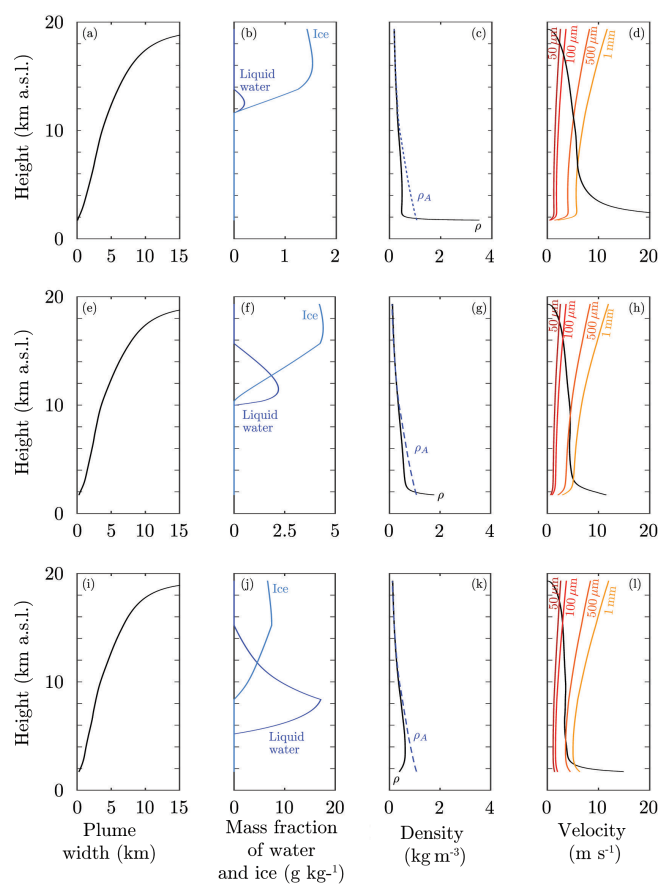 (a) (b) (c) (d)
20
10
0
Height (km a.s.l.)
Ice
Liquid
water
ρA
ρ
50 μm
100 μm
500 μm
1 mm
0 5 10 15
0 1 2
0 2 4
0 10 20
(e) (f) (g) (h)
20
10
0
Height (km a.s.l.)
Ice
Liquid
water
ρA
ρ
50 μm
100 μm
500 μm
1 mm
0 5 10 15
0 2.5 5
0 2 4
0 10 20
(i) (j) (k) (l)
20
10
0
Height (km a.s.l.)
Ice
Liquid
water
ρA
ρ
50 μm
100 μm
500 μm
1 mm
0 5 10 15
0 10 20
0 2 4
0 10 20
Plume
width (km)
Mass fraction
of water
and ice (g kg-¹)
Density
(kg m-³)
Velocity
(m s-¹)